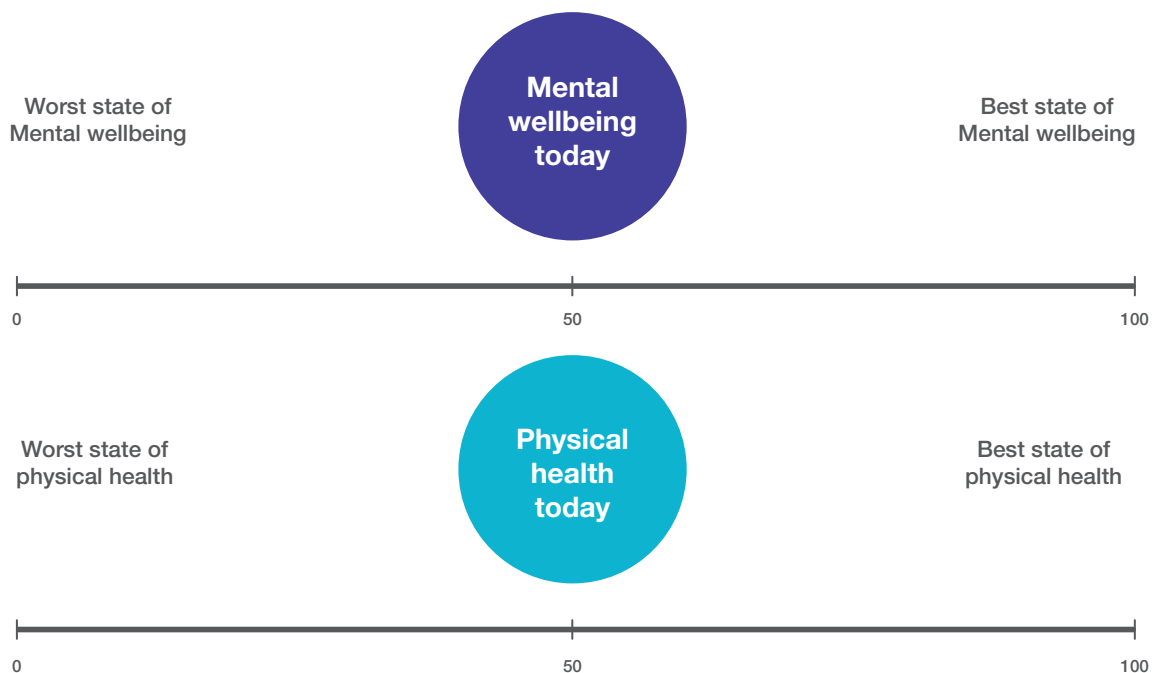 Mental
wellbeing
today
Worst state of
Mental wellbeing
Best state of
Mental wellbeing
0
50
100
Physical
health
today
Worst state of
physical health
Best state of
physical health
0
50
100